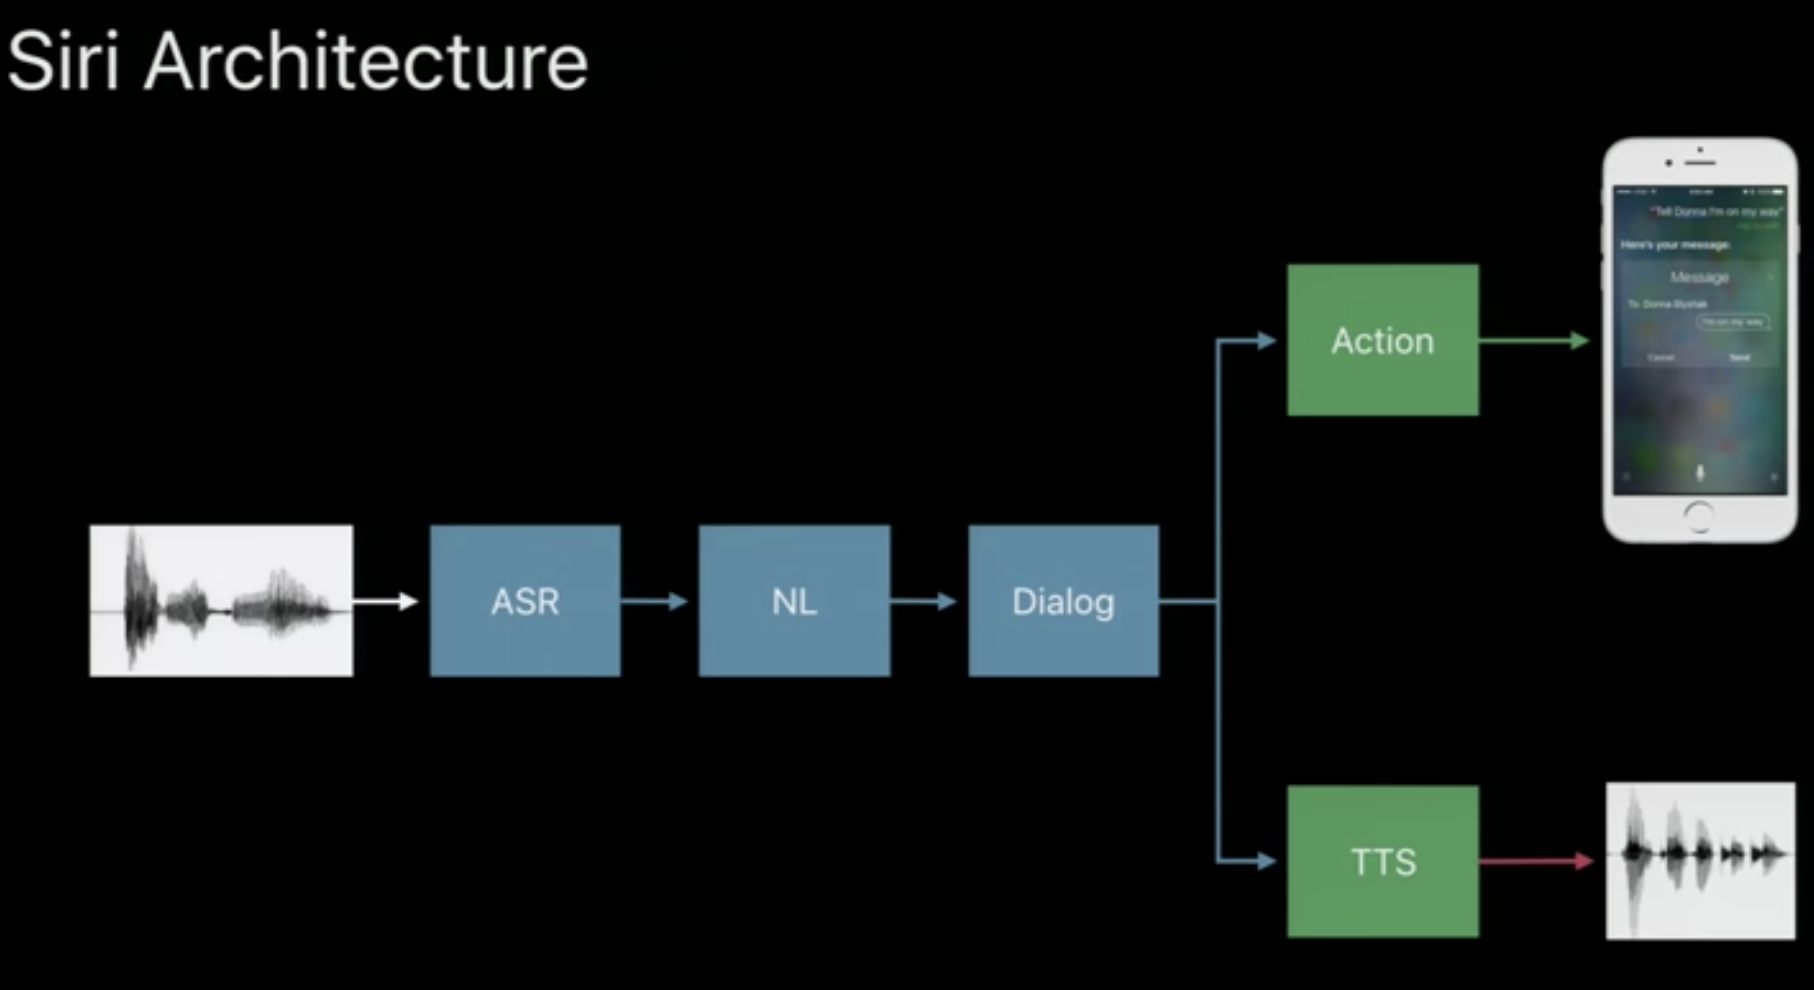 Siri Architecture
ASR
NL
Dialog
Action
TTS
"Tell Donna I'm on my way"
Here's your message:
Message
To: Donna
I'm on my way
Cancel
Send